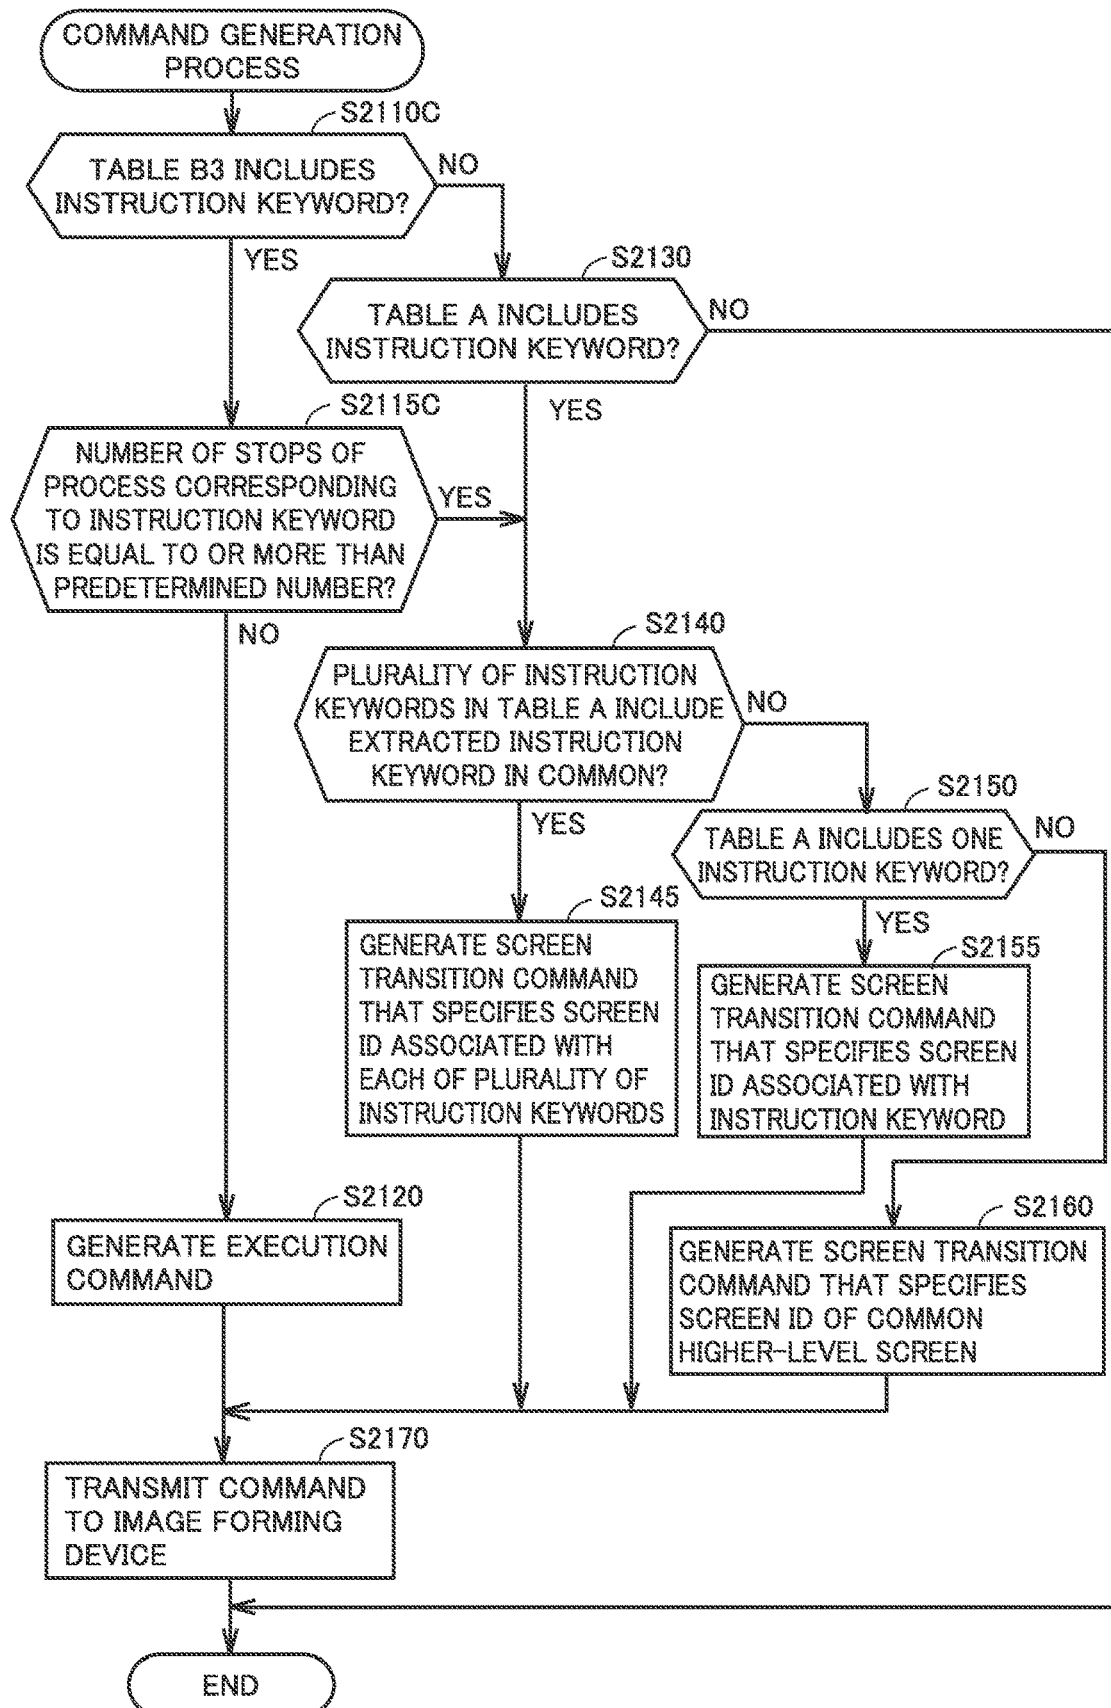 COMMAND GENERATION
PROCESS
S2110C
TABLE B3 INCLUDES
INSTRUCTION KEYWORD?
NO
YES
S2130
TABLE A INCLUDES
INSTRUCTION KEYWORD?
NO
YES
S2115C
NUMBER OF STOPS OF
PROCESS CORRESPONDING
TO INSTRUCTION KEYWORD
IS EQUAL TO OR MORE THAN
PREDETERMINED NUMBER?
YES
NO
S2140
PLURALITY OF INSTRUCTION
KEYWORDS IN TABLE A INCLUDE
EXTRACTED INSTRUCTION
KEYWORD IN COMMON?
NO
YES
S2150
TABLE A INCLUDES ONE
INSTRUCTION KEYWORD?
NO
YES
S2145
GENERATE SCREEN
TRANSITION COMMAND
THAT SPECIFIES SCREEN
ID ASSOCIATED WITH
EACH OF PLURALITY OF
INSTRUCTION KEYWORDS
S2155
GENERATE SCREEN
TRANSITION COMMAND
THAT SPECIFIES SCREEN
ID ASSOCIATED WITH
INSTRUCTION KEYWORD
S2120
GENERATE EXECUTION
COMMAND
S2160
GENERATE SCREEN TRANSITION
COMMAND THAT SPECIFIES
SCREEN ID OF COMMON
HIGHER-LEVEL SCREEN
S2170
TRANSMIT COMMAND
TO IMAGE FORMING
DEVICE
END